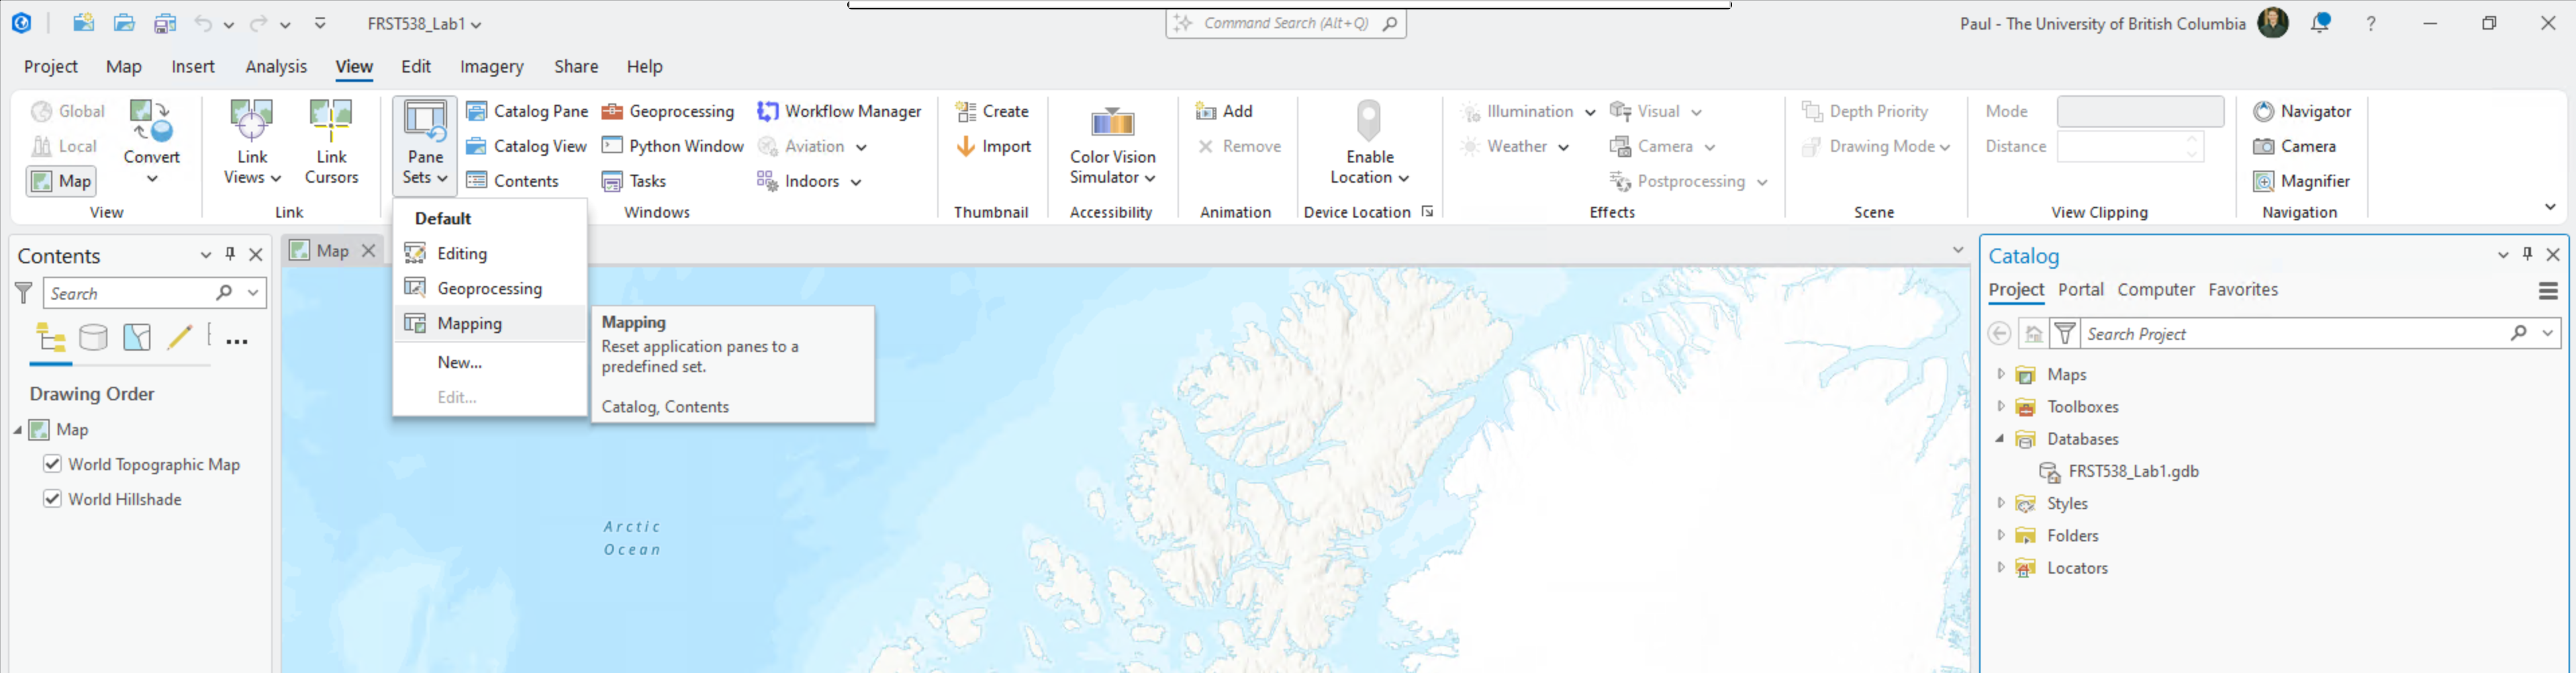 FRST538_Lab1
Command Search (Alt+Q)
Paul - The University of British Columbia
?
Project Map Insert Analysis View Edit Imagery Share Help
Global
Local
Map
Convert
View
Link Views
Link Cursors
Link
Pane Sets
Catalog Pane
Catalog View
Contents
Geoprocessing
Python Window
Tasks
Workflow Manager
Aviation
Indoors
Windows
Create
Import
Thumbnail
Color Vision Simulator
Accessibility
Add
Remove
Animation
Enable Location
Device Location
Illumination
Weather
Visual
Camera
Postprocessing
Effects
Depth Priority
Drawing Mode
Scene
Mode
Distance
View Clipping
Navigator
Camera
Magnifier
Navigation
Default
Editing
Geoprocessing
Mapping
New...
Edit...
Mapping
Reset application panes to a
predefined set.
Catalog, Contents
Contents
Search
Drawing Order
Map
World Topographic Map
World Hillshade
Map
Arctic
Ocean
Catalog
Project Portal Computer Favorites
Search Project
Maps
Toolboxes
Databases
FRST538_Lab1.gdb
Styles
Folders
Locators